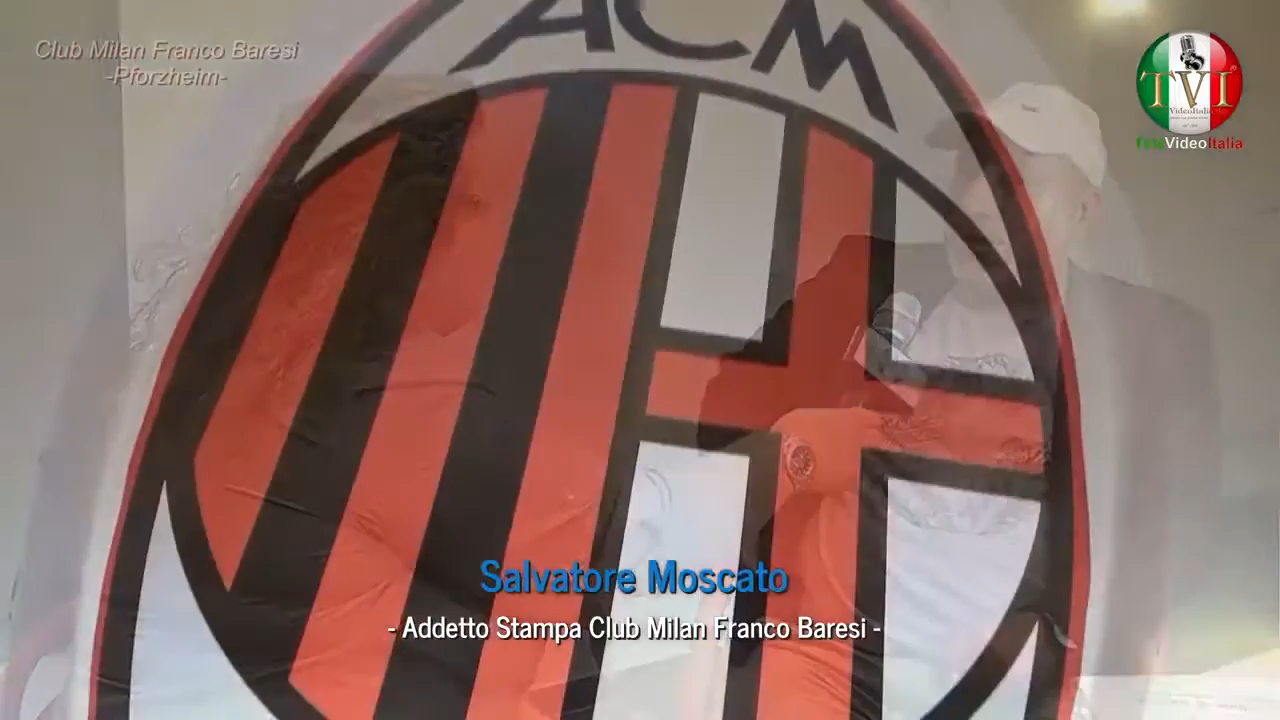 Club Milan Franco Baresi
-Pforzheim-
ACM
TVI
TeleVideoItalia
Salvatore Moscato
- Addetto Stampa Club Milan Franco Baresi -